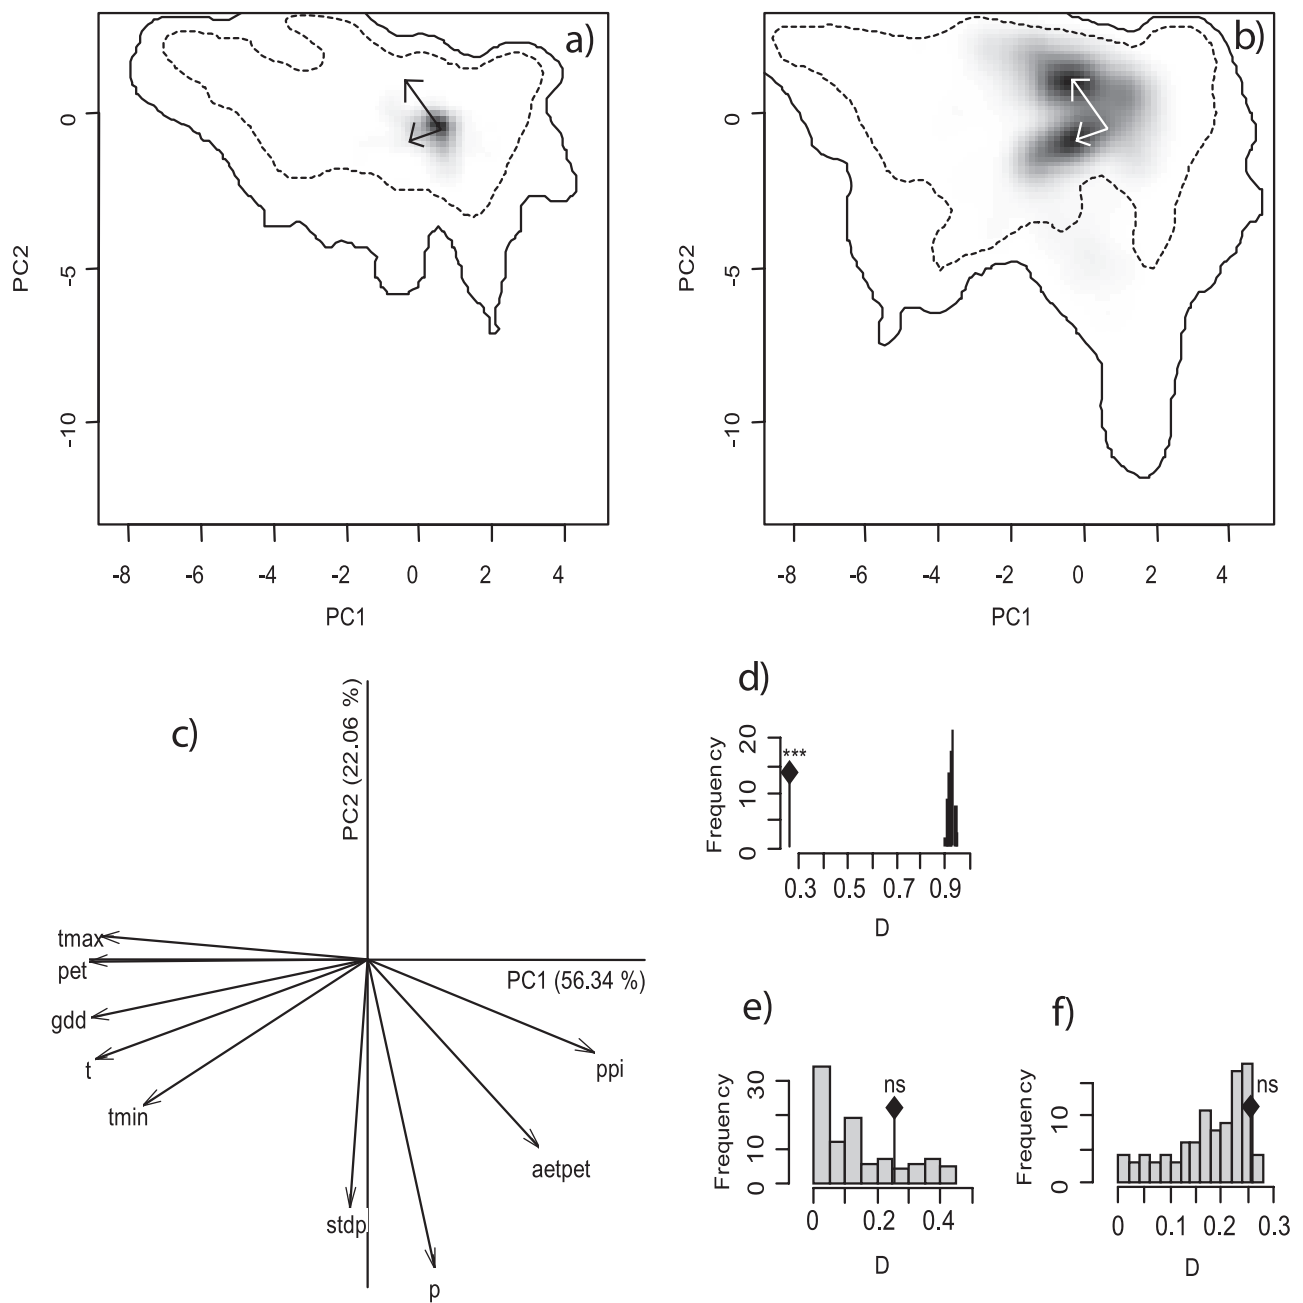 a)
PC2
0
-5
-10
-8 -6 -4 -2 0 2 4
PC1
b)
PC2
0
-5
-10
-8 -6 -4 -2 0 2 4
PC1
c)
PC2 (22.06 %)
PC1 (56.34 %)
tmax
pet
gdd
t
tmin
stdp
p
aetpet
ppi
d)
Frequency
20
10
0
***
0.3 0.5 0.7 0.9
D
e)
Frequency
30
10
0
ns
0 0.2 0.4
D
f)
Frequency
10
0
ns
0 0.1 0.2 0.3
D